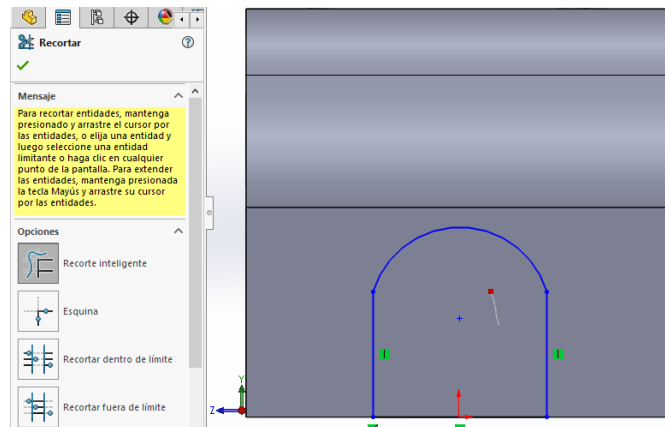 Recortar
Mensaje
Para recortar entidades, mantenga
presionado y arrastre el cursor por
las entidades, o elija una entidad y
luego seleccione una entidad
limitante o haga clic en cualquier
punto de la pantalla. Para extender
las entidades, mantenga presionada
la tecla Mayús y arrastre su cursor
por las entidades.
Opciones
Recorte inteligente
Esquina
Recortar dentro de límite
Recortar fuera de límite
Y
Z